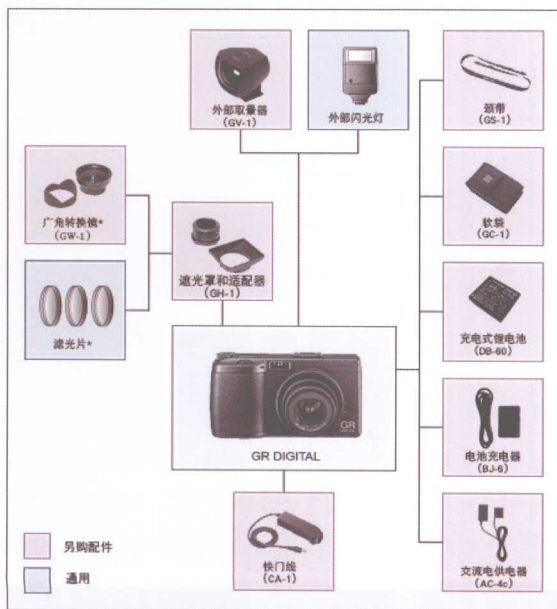 外部取景器
(GV-1)
外部闪光灯
颈带
(GS-1)
广角转换镜*
(GW-1)
遮光罩和适配器
(GH-1)
软袋
(GC-1)
滤光片*
充电式锂电池
(DB-60)
GR
GR DIGITAL
电池充电器
(BJ-6)
快门线
(CA-1)
交流电供电器
(AC-4c)
另购配件
通用